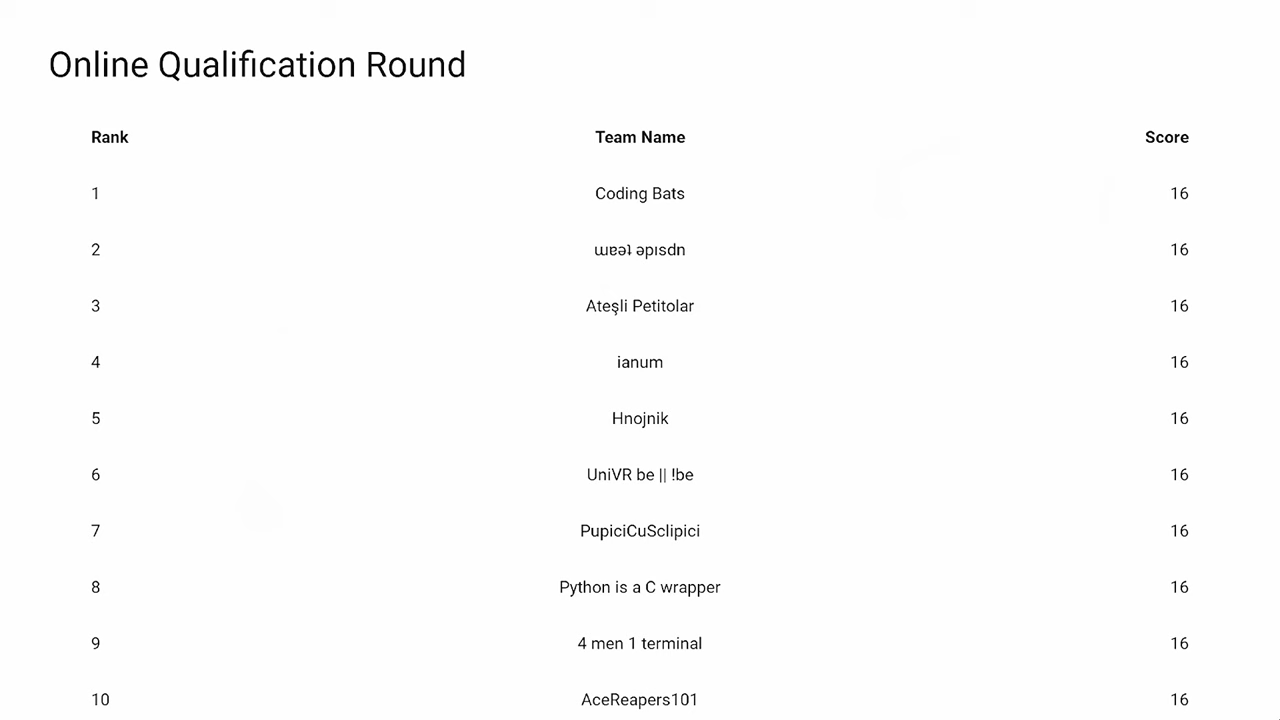 Online Qualification Round
Rank Team Name Score
1 Coding Bats 16
2 ɯɐǝʇ ǝpısdn 16
3 Ateşli Petitolar 16
4 ianum 16
5 Hnojnik 16
6 UniVR be || !be 16
7 PupiciCuSclipici 16
8 Python is a C wrapper 16
9 4 men 1 terminal 16
10 AceReapers101 16